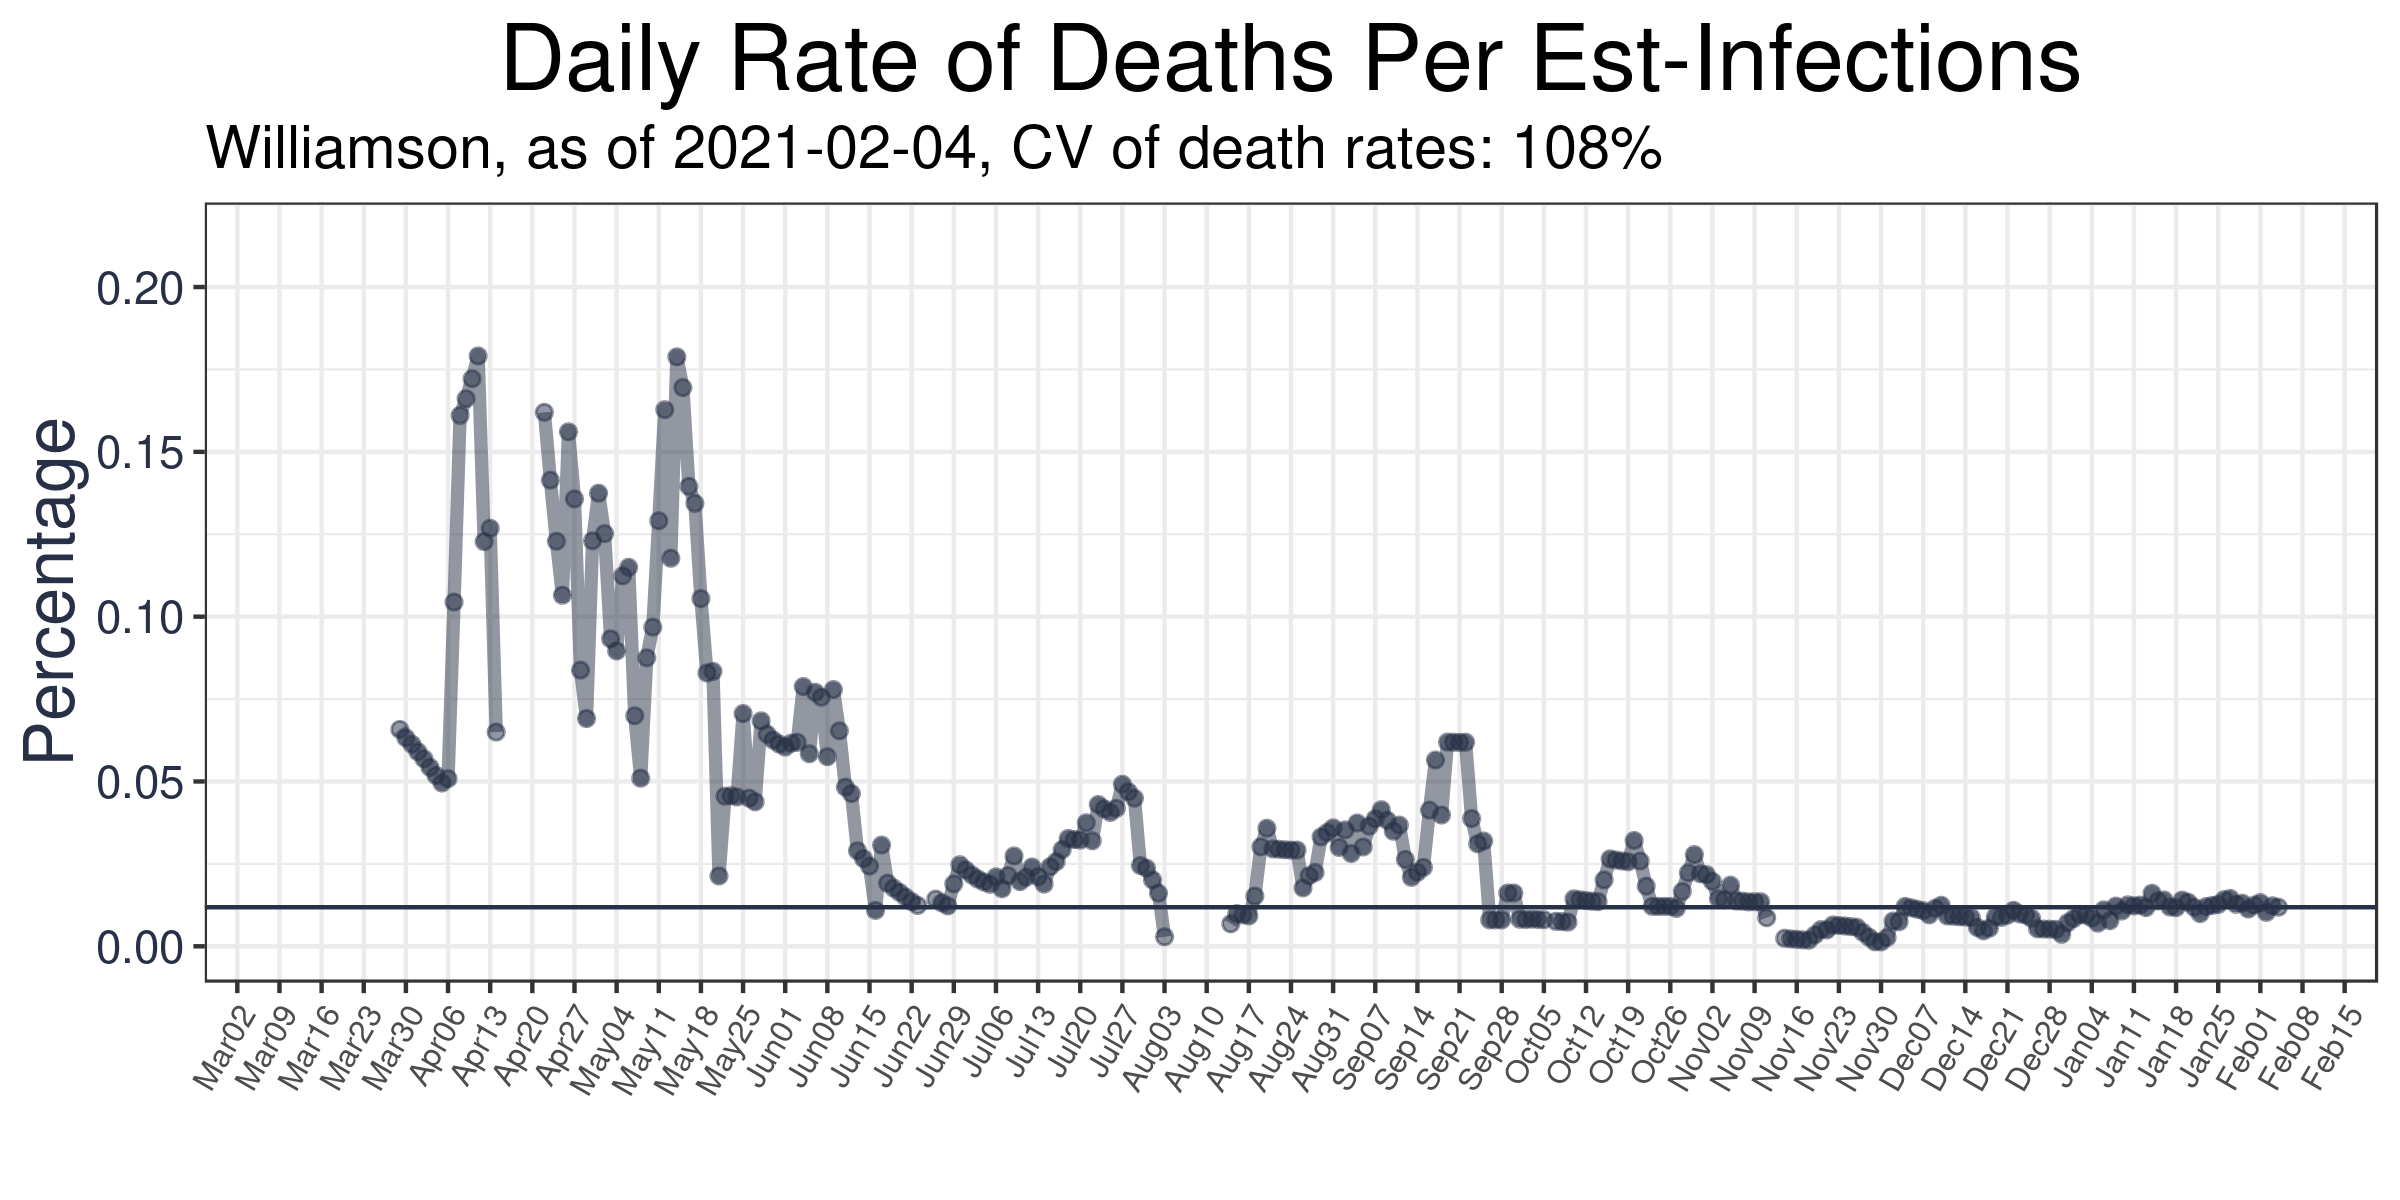 Daily Rate of Deaths Per Est-Infections
Williamson, as of 2021-02-04, CV of death rates: 108%
Percentage
0.20
0.15
0.10
0.05
0.00
Mar02 Mar09 Mar16 Mar23 Mar30 Apr06 Apr13 Apr20 Apr27 May04 May11 May18 May25 Jun01 Jun08 Jun15 Jun22 Jun29 Jul06 Jul13 Jul20 Jul27 Aug03 Aug10 Aug17 Aug24 Aug31 Sep07 Sep14 Sep21 Sep28 Oct05 Oct12 Oct19 Oct26 Nov02 Nov09 Nov16 Nov23 Nov30 Dec07 Dec14 Dec21 Dec28 Jan04 Jan11 Jan18 Jan25 Feb01 Feb08 Feb15